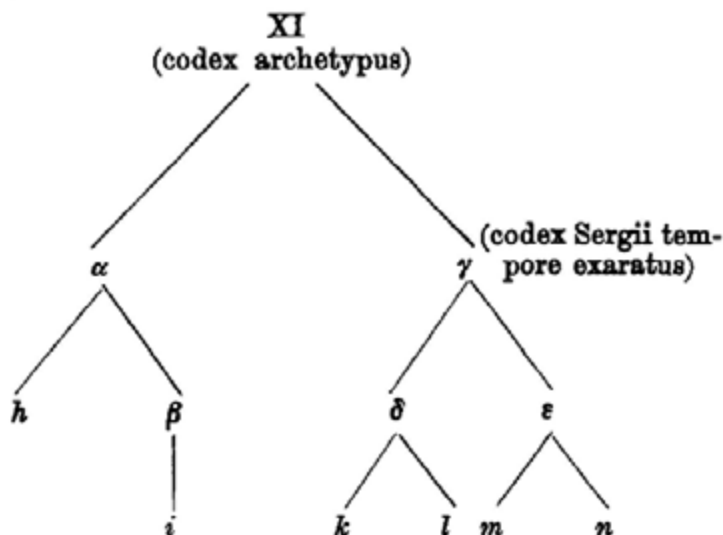 XI
(codex archetypus)
(codex Sergii tem-
α
γ
pore exaratus)
h
β
δ
ε
i
k
l
m
n